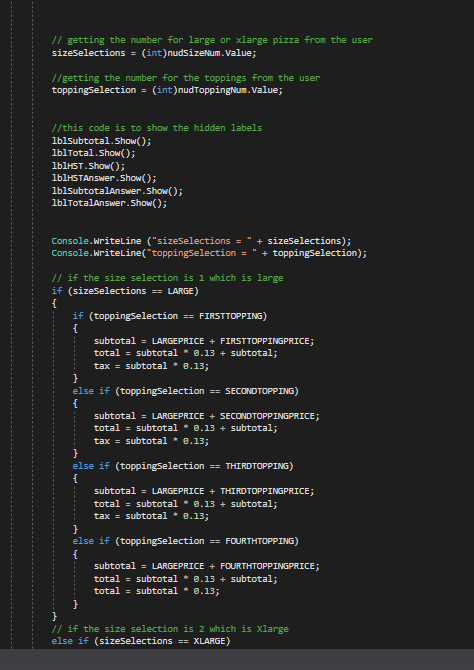 // getting the number for large or xlarge pizza from the user
sizeSelections = (int)nudSizeNum.Value;
//getting the number for the toppings from the user
toppingSelection = (int)nudToppingNum.Value;
//this code is to show the hidden labels
lblSubtotal.Show();
lblTotal.Show();
lblHST.Show();
lblHSTAnswer.Show();
lblSubtotalAnswer.Show();
lblTotalAnswer.Show();
Console.WriteLine ("sizeSelections = " + sizeSelections);
Console.WriteLine("toppingSelection = " + toppingSelection);
// if the size selection is 1 which is large
if (sizeSelections == LARGE)
{
if (toppingSelection == FIRSTTOPPING)
{
subtotal = LARGEPRICE + FIRSTTOPPINGPRICE;
total = subtotal * 0.13 + subtotal;
tax = subtotal * 0.13;
}
else if (toppingSelection == SECONDTOPPING)
{
subtotal = LARGEPRICE + SECONDTOPPINGPRICE;
total = subtotal * 0.13 + subtotal;
tax = subtotal * 0.13;
}
else if (toppingSelection == THIRDTOPPING)
{
subtotal = LARGEPRICE + THIRDTOPPINGPRICE;
total = subtotal * 0.13 + subtotal;
tax = subtotal * 0.13;
}
else if (toppingSelection == FOURTHTOPPING)
{
subtotal = LARGEPRICE + FOURTHTOPPINGPRICE;
total = subtotal * 0.13 + subtotal;
total = subtotal * 0.13;
}
}
// if the size selection is 2 which is Xlarge
else if (sizeSelections == XLARGE)